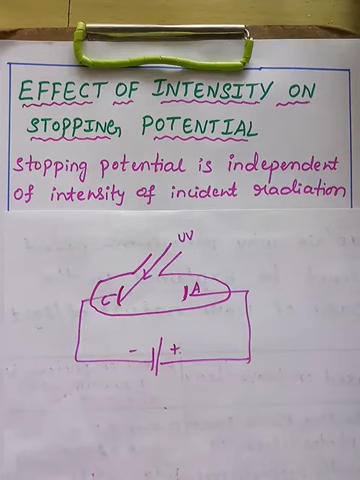 EFFECT OF INTENSITY ON
STOPPING POTENTIAL
Stopping potential is independent
of intensity of incident radiation
UV
C A
- +